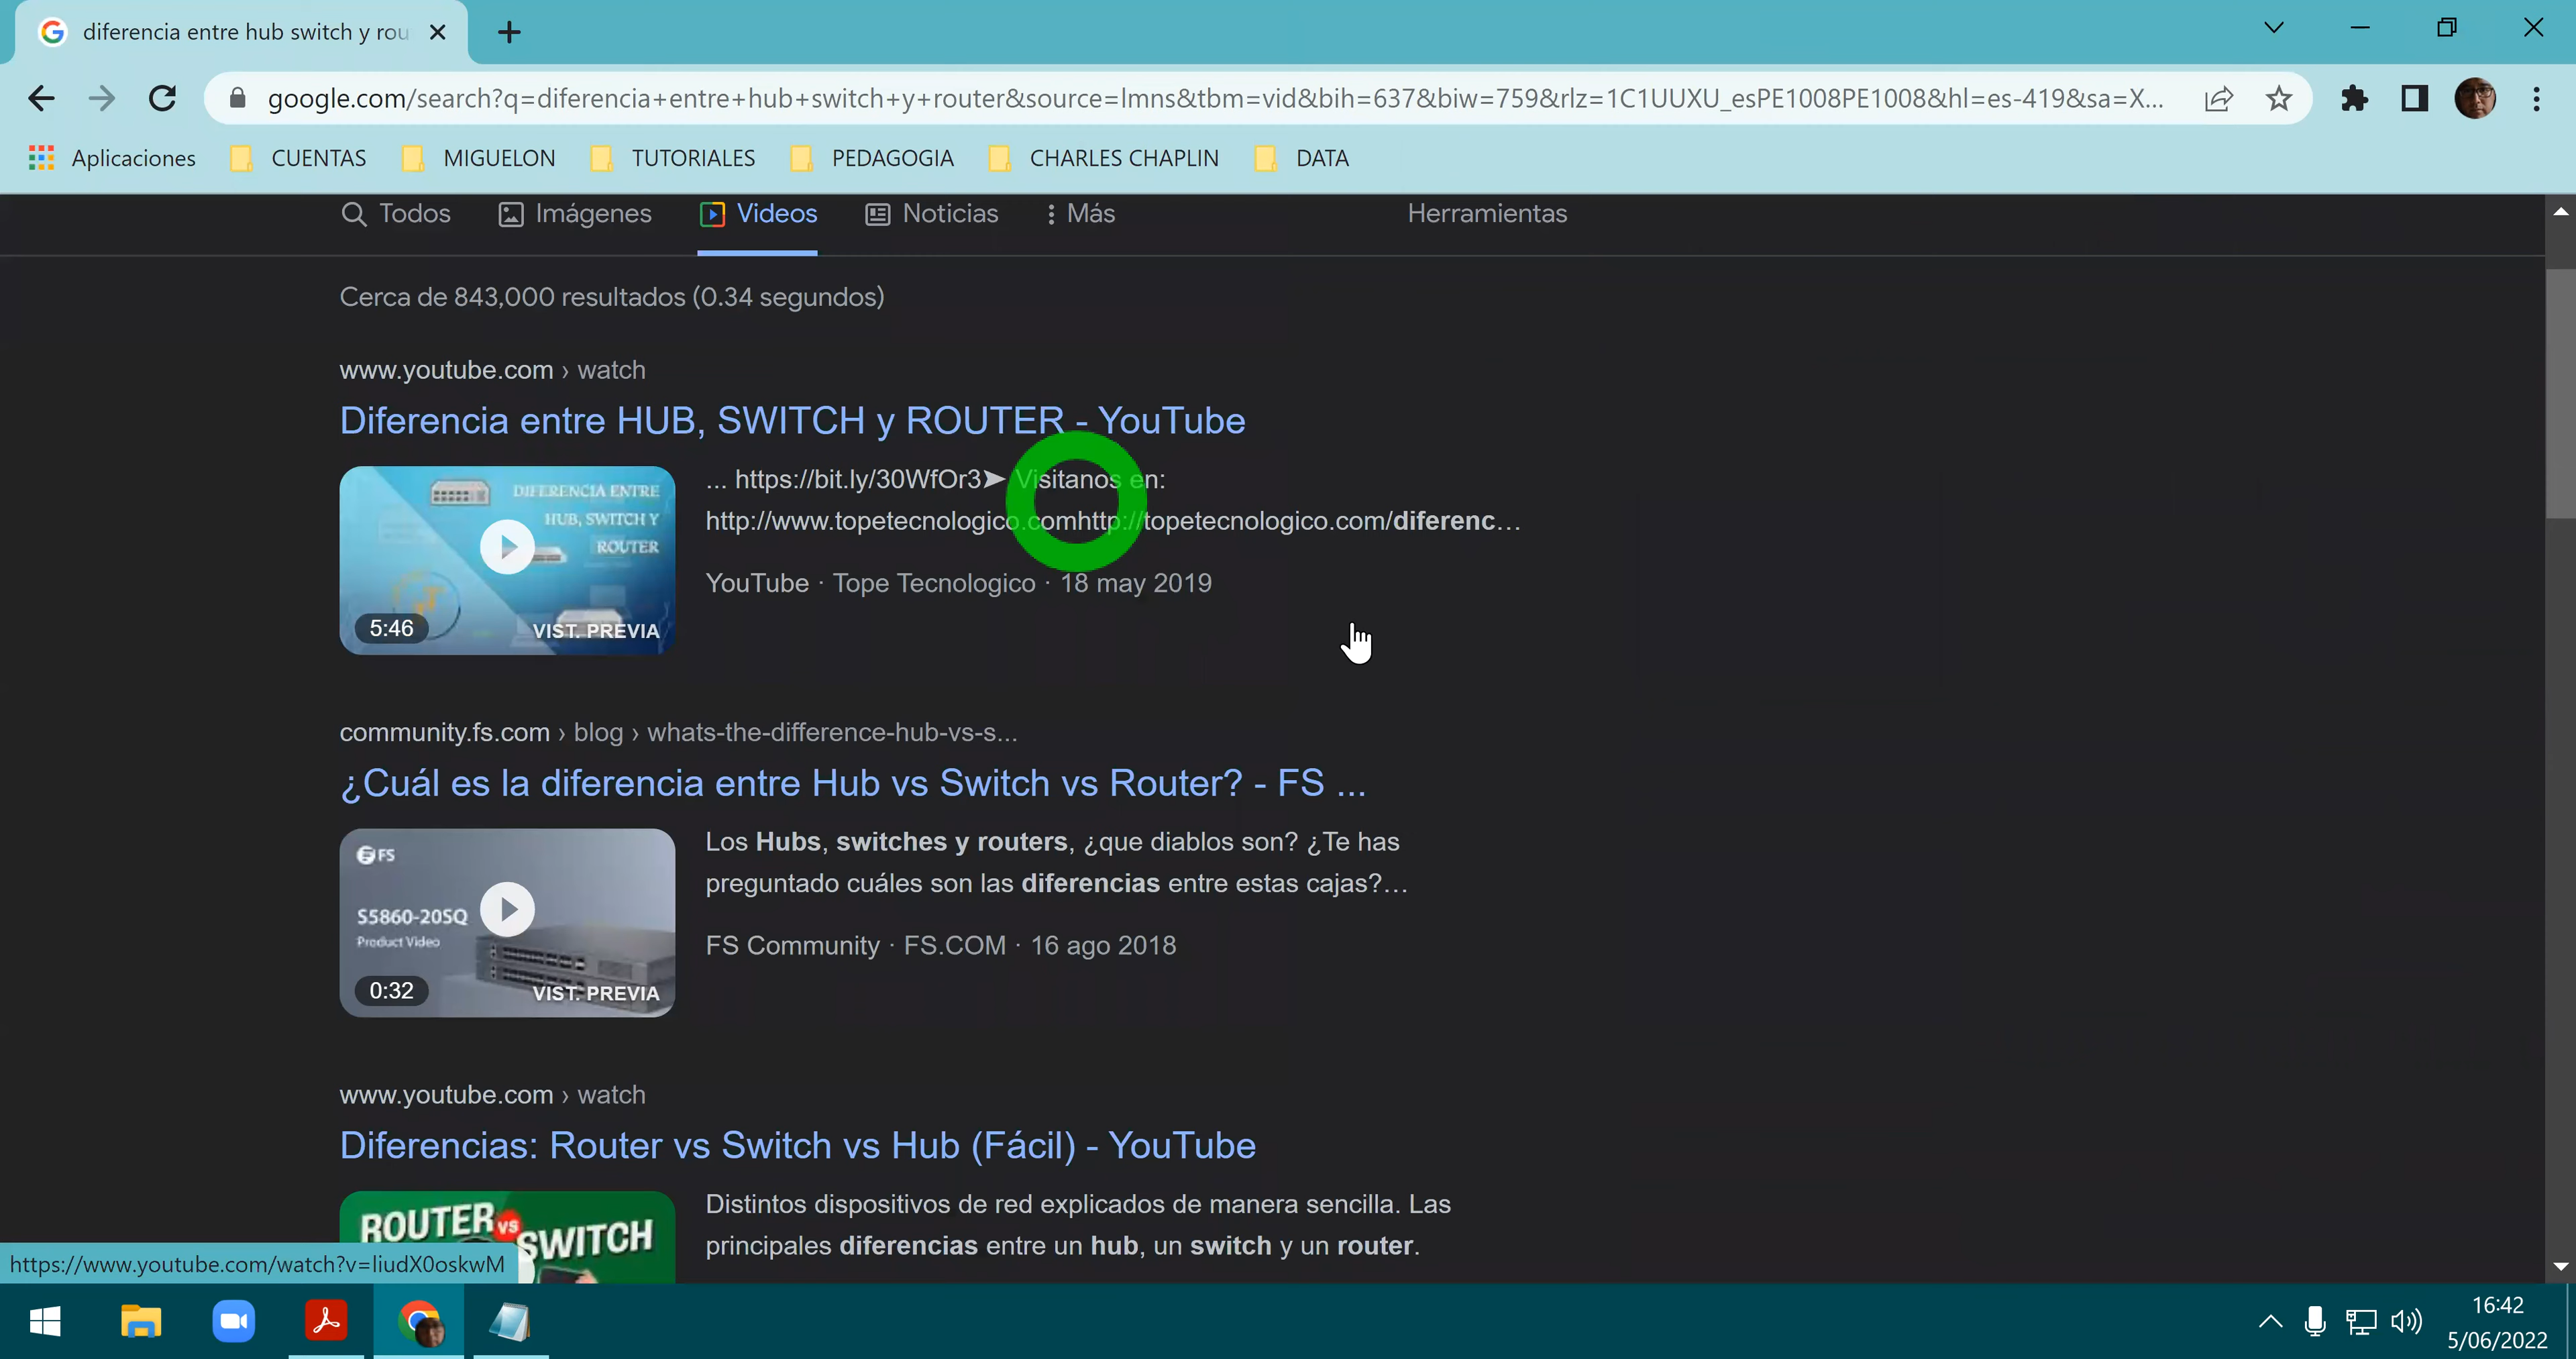 diferencia entre hub switch y rou
google.com/search?q=diferencia+entre+hub+switch+y+router&source=lmns&tbm=vid&bih=637&biw=759&rlz=1C1UUXU_esPE1008PE1008&hl=es-419&sa=X...
Aplicaciones CUENTAS MIGUELON TUTORIALES PEDAGOGIA CHARLES CHAPLIN DATA
Todos Imágenes Videos Noticias Más Herramientas
Cerca de 843,000 resultados (0.34 segundos)
www.youtube.com › watch
Diferencia entre HUB, SWITCH y ROUTER - YouTube
DIFERENCIA ENTRE
HUB, SWITCH Y
ROUTER
5:46 VIST. PREVIA
... https://bit.ly/30WfOr3➤ Visitanos en:
http://www.topetecnologico.comhttp://topetecnologico.com/diferenc...
YouTube · Tope Tecnologico · 18 may 2019
community.fs.com › blog › whats-the-difference-hub-vs-s...
¿Cuál es la diferencia entre Hub vs Switch vs Router? - FS ...
FS
S5860-20SQ
Product Video
0:32 VIST. PREVIA
Los Hubs, switches y routers, ¿que diablos son? ¿Te has
preguntado cuáles son las diferencias entre estas cajas?...
FS Community · FS.COM · 16 ago 2018
www.youtube.com › watch
Diferencias: Router vs Switch vs Hub (Fácil) - YouTube
ROUTER vs SWITCH
Distintos dispositivos de red explicados de manera sencilla. Las
principales diferencias entre un hub, un switch y un router.
https://www.youtube.com/watch?v=liudX0oskwM
16:42
5/06/2022